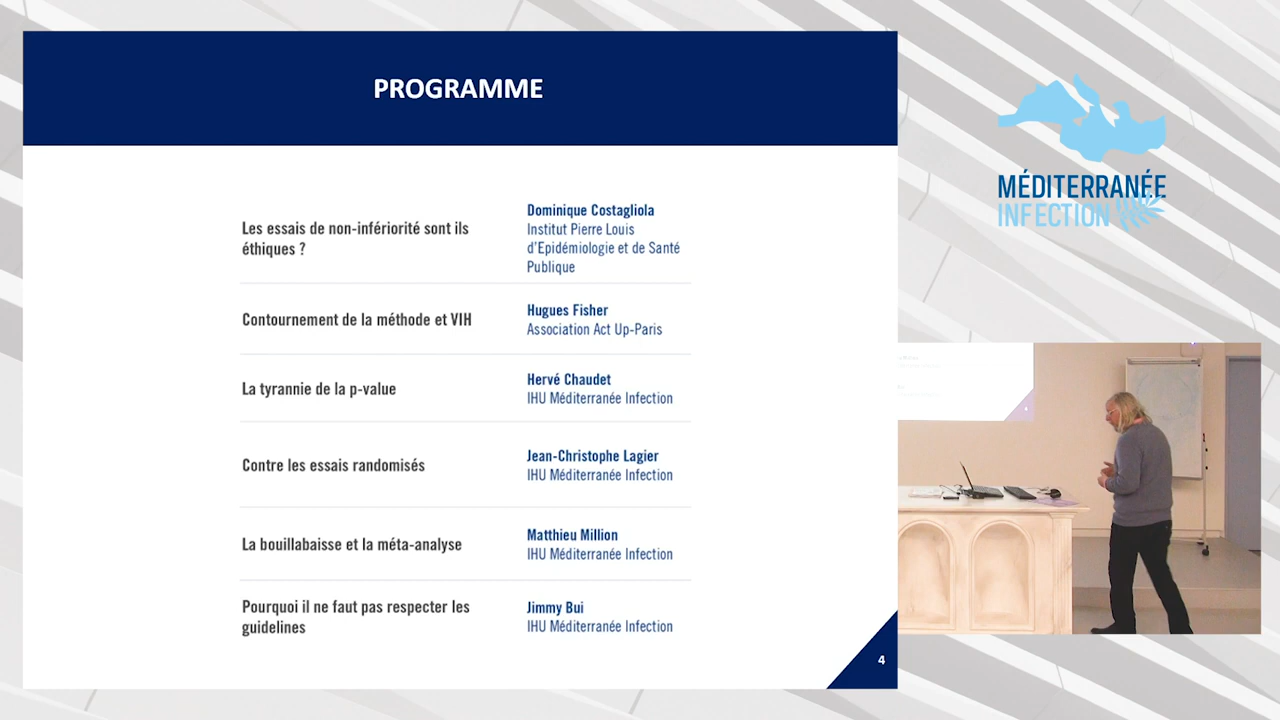 PROGRAMME
Les essais de non-infériorité sont ils
éthiques ?
Dominique Costagliola
Institut Pierre Louis
d'Epidémiologie et de Santé
Publique
Contournement de la méthode et VIH
Hugues Fisher
Association Act Up-Paris
La tyrannie de la p-value
Hervé Chaudet
IHU Méditerranée Infection
Contre les essais randomisés
Jean-Christophe Lagier
IHU Méditerranée Infection
La bouillabaisse et la méta-analyse
Matthieu Million
IHU Méditerranée Infection
Pourquoi il ne faut pas respecter les
guidelines
Jimmy Bui
IHU Méditerranée Infection
4
MÉDITERRANÉE
INFECTION